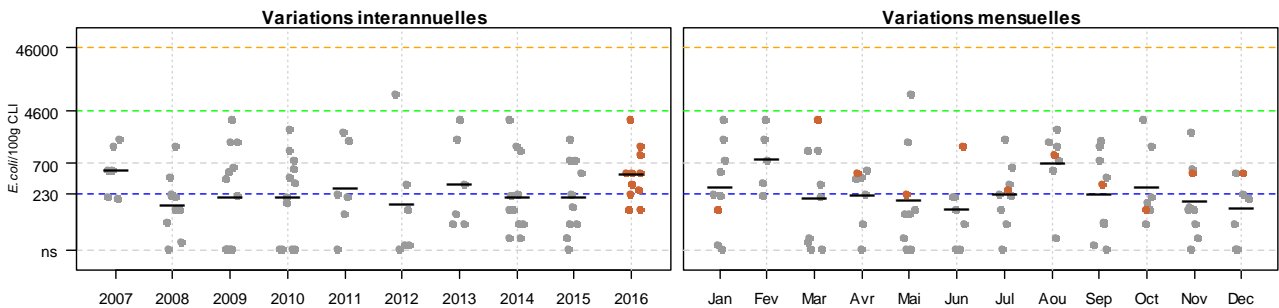 Variations interannuelles
Variations mensuelles
E.coli/100g CLI
46000
4600
700
230
ns
2007 2008 2009 2010 2011 2012 2013 2014 2015 2016
Jan Fev Mar Avr Mai Jun Jul Aou Sep Oct Nov Dec